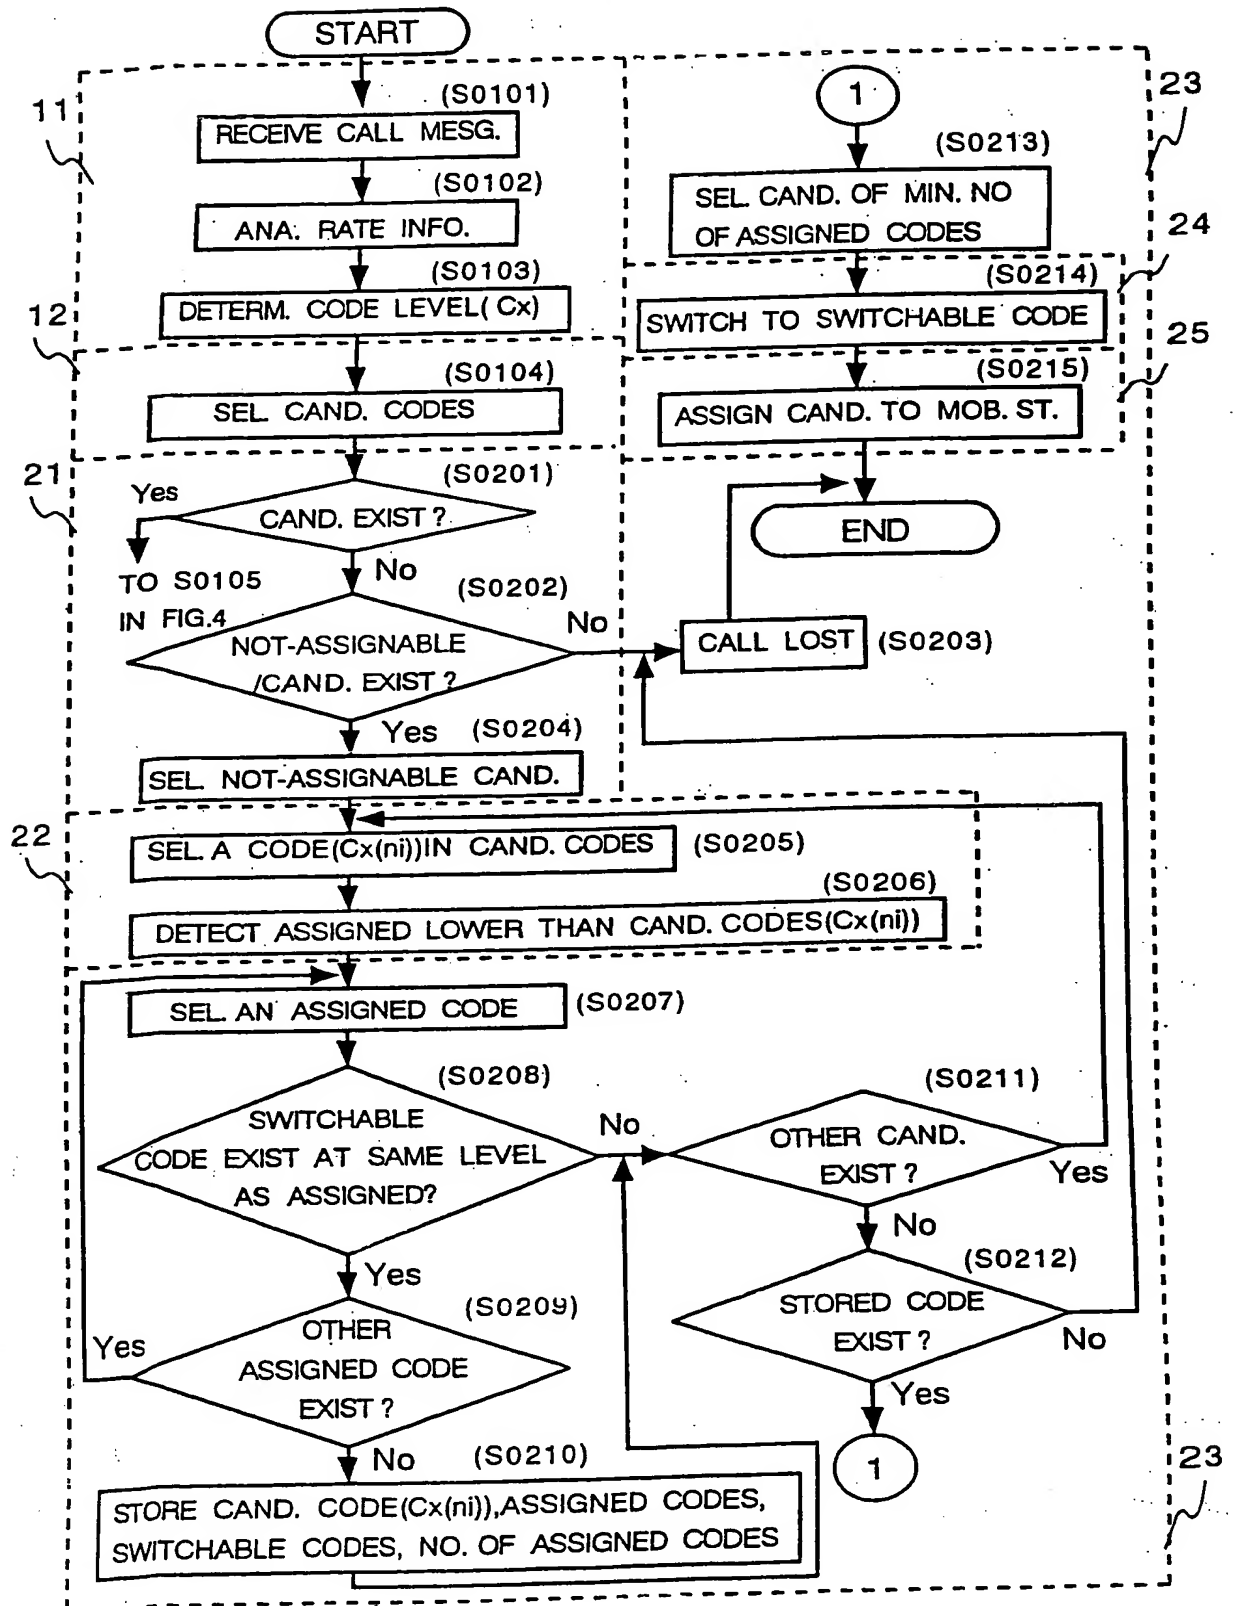 START
11
(S0101)
RECEIVE CALL MESG.
(S0102)
ANA. RATE INFO.
(S0103)
DETERM. CODE LEVEL(Cx)
12
(S0104)
SEL. CAND. CODES
21
(S0201)
Yes
CAND. EXIST?
No
TO S0105
IN FIG.4
(S0202)
NOT-ASSIGNABLE
/CAND. EXIST?
No
CALL LOST
(S0203)
Yes
(S0204)
SEL. NOT-ASSIGNABLE CAND.
22
SEL. A CODE(Cx(ni))IN CAND. CODES
(S0205)
(S0206)
DETECT ASSIGNED LOWER THAN CAND. CODES(Cx(ni))
SEL. AN ASSIGNED CODE
(S0207)
(S0208)
SWITCHABLE
CODE EXIST AT SAME LEVEL
AS ASSIGNED?
No
Yes
(S0209)
OTHER
ASSIGNED CODE
EXIST?
Yes
No
(S0210)
STORE CAND. CODE(Cx(ni)),ASSIGNED CODES,
SWITCHABLE CODES, NO. OF ASSIGNED CODES
(S0211)
OTHER CAND.
EXIST?
Yes
No
(S0212)
STORED CODE
EXIST?
No
Yes
1
23
1
23
(S0213)
SEL. CAND. OF MIN. NO
OF ASSIGNED CODES
24
(S0214)
SWITCH TO SWITCHABLE CODE
25
(S0215)
ASSIGN CAND. TO MOB. ST.
END